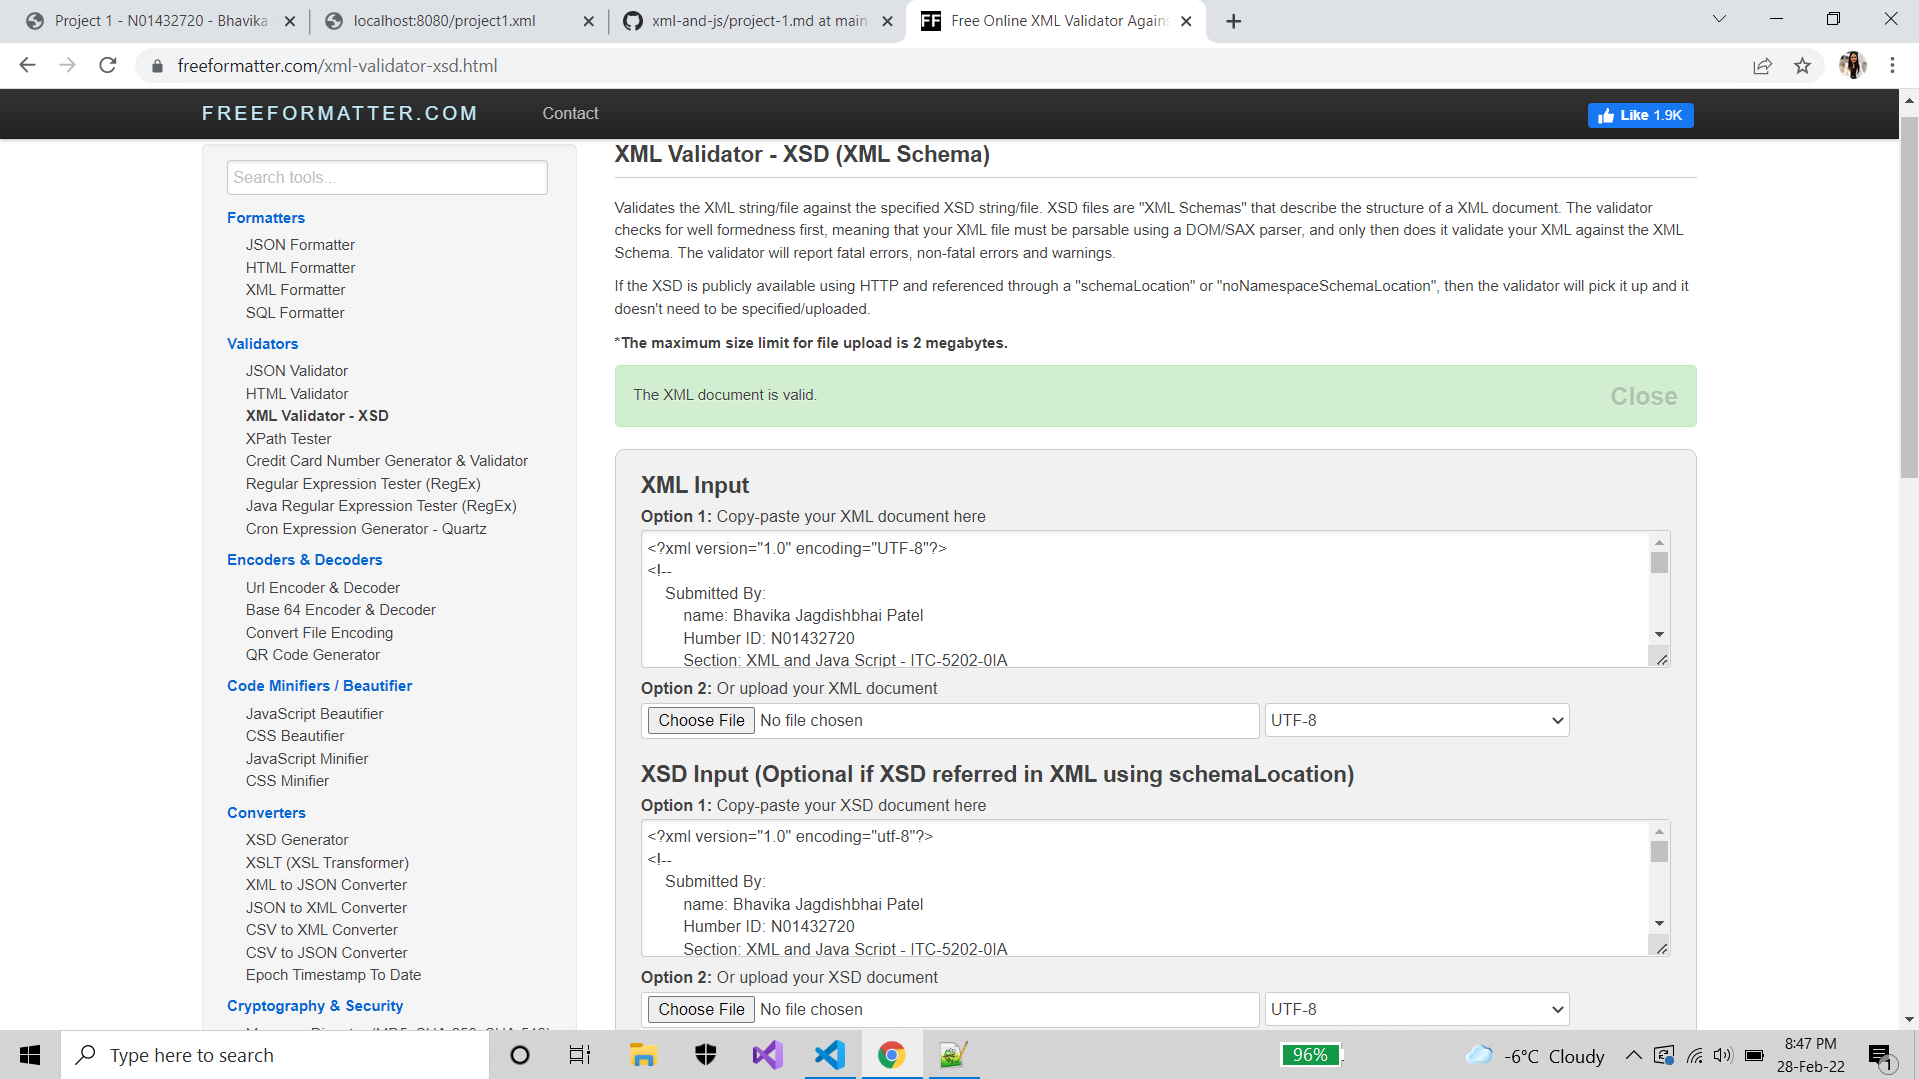 Project 1 - N01432720 - Bhavika
localhost:8080/project1.xml
xml-and-js/project-1.md at main
Free Online XML Validator Agains
freeformatter.com/xml-validator-xsd.html
FREEFORMATTER.COM
Contact
Like 1.9K
Search tools...
Formatters
JSON Formatter
HTML Formatter
XML Formatter
SQL Formatter
Validators
JSON Validator
HTML Validator
XML Validator - XSD
XPath Tester
Credit Card Number Generator & Validator
Regular Expression Tester (RegEx)
Java Regular Expression Tester (RegEx)
Cron Expression Generator - Quartz
Encoders & Decoders
Url Encoder & Decoder
Base 64 Encoder & Decoder
Convert File Encoding
QR Code Generator
Code Minifiers / Beautifier
JavaScript Beautifier
CSS Beautifier
JavaScript Minifier
CSS Minifier
Converters
XSD Generator
XSLT (XSL Transformer)
XML to JSON Converter
JSON to XML Converter
CSV to XML Converter
CSV to JSON Converter
Epoch Timestamp To Date
Cryptography & Security
XML Validator - XSD (XML Schema)
Validates the XML string/file against the specified XSD string/file. XSD files are "XML Schemas" that describe the structure of a XML document. The validator
checks for well formedness first, meaning that your XML file must be parsable using a DOM/SAX parser, and only then does it validate your XML against the XML
Schema. The validator will report fatal errors, non-fatal errors and warnings.
If the XSD is publicly available using HTTP and referenced through a "schemaLocation" or "noNamespaceSchemaLocation", then the validator will pick it up and it
doesn't need to be specified/uploaded.
*The maximum size limit for file upload is 2 megabytes.
The XML document is valid.
Close
XML Input
Option 1: Copy-paste your XML document here
<?xml version="1.0" encoding="UTF-8"?>
<!--
Submitted By:
name: Bhavika Jagdishbhai Patel
Humber ID: N01432720
Section: XML and Java Script - ITC-5202-0IA
Option 2: Or upload your XML document
Choose File No file chosen
UTF-8
XSD Input (Optional if XSD referred in XML using schemaLocation)
Option 1: Copy-paste your XSD document here
<?xml version="1.0" encoding="utf-8"?>
<!--
Submitted By:
name: Bhavika Jagdishbhai Patel
Humber ID: N01432720
Section: XML and Java Script - ITC-5202-0IA
Option 2: Or upload your XSD document
Choose File No file chosen
UTF-8
Type here to search
96%
-6°C Cloudy
8:47 PM
28-Feb-22
1